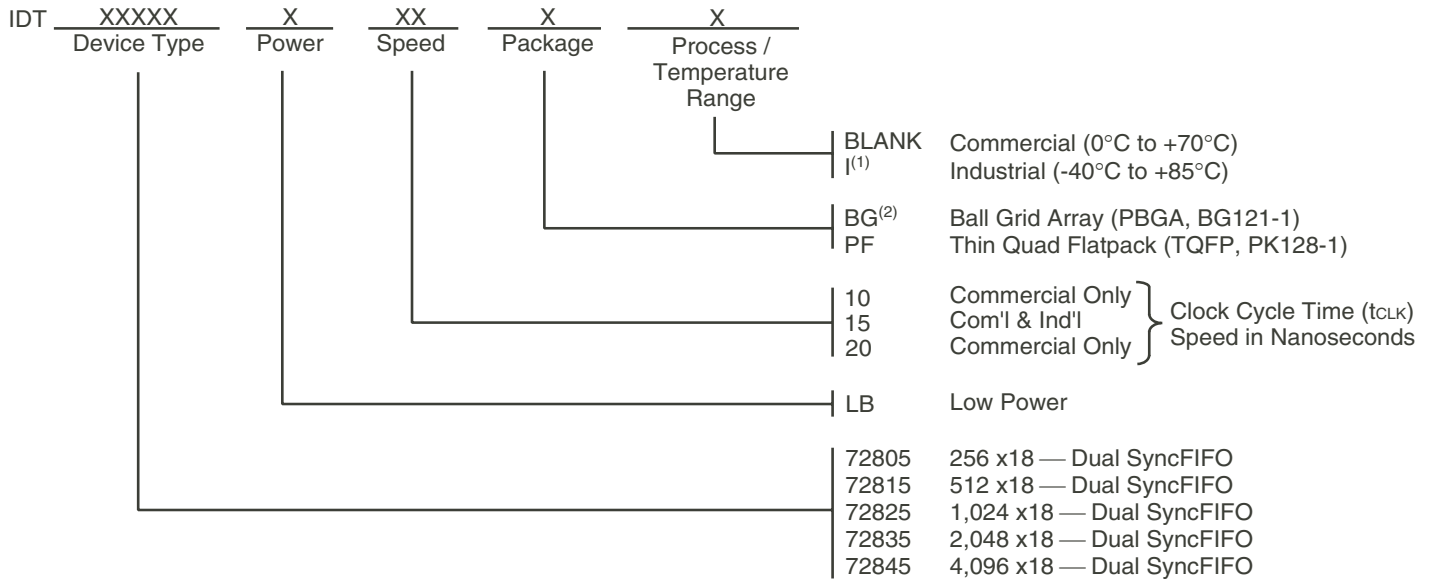 IDT XXXXX X XX X X
Device Type Power Speed Package Process /
Temperature
Range
BLANK Commercial (0°C to +70°C)
I(1) Industrial (-40°C to +85°C)
BG(2) Ball Grid Array (PBGA, BG121-1)
PF Thin Quad Flatpack (TQFP, PK128-1)
10 Commercial Only
15 Com'l & Ind'l
20 Commercial Only
Clock Cycle Time (tCLK)
Speed in Nanoseconds
LB Low Power
72805 256 x18 — Dual SyncFIFO
72815 512 x18 — Dual SyncFIFO
72825 1,024 x18 — Dual SyncFIFO
72835 2,048 x18 — Dual SyncFIFO
72845 4,096 x18 — Dual SyncFIFO